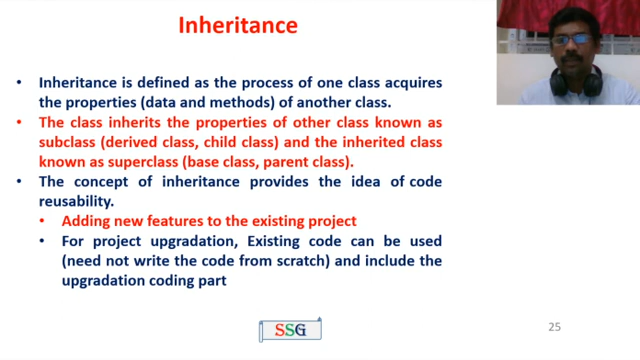 Inheritance
• Inheritance is defined as the process of one class acquires
the properties (data and methods) of another class.
• The class inherits the properties of other class known as
subclass (derived class, child class) and the inherited class
known as superclass (base class, parent class).
• The concept of inheritance provides the idea of code
reusability.
• Adding new features to the existing project
• For project upgradation, Existing code can be used
(need not write the code from scratch) and include the
upgradation coding part
SSG
25